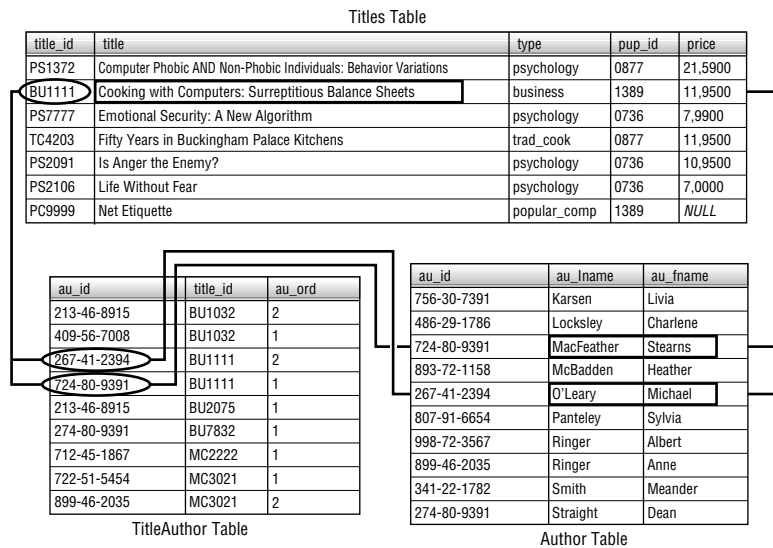 Titles Table
title_id title type pup_id price
PS1372 Computer Phobic AND Non-Phobic Individuals: Behavior Variations psychology 0877 21,5900
BU1111 Cooking with Computers: Surreptitious Balance Sheets business 1389 11,9500
PS7777 Emotional Security: A New Algorithm psychology 0736 7,9900
TC4203 Fifty Years in Buckingham Palace Kitchens trad_cook 0877 11,9500
PS2091 Is Anger the Enemy? psychology 0736 10,9500
PS2106 Life Without Fear psychology 0736 7,0000
PC9999 Net Etiquette popular_comp 1389 NULL
au_id title_id au_ord
213-46-8915 BU1032 2
409-56-7008 BU1032 1
267-41-2394 BU1111 2
724-80-9391 BU1111 1
213-46-8915 BU2075 1
274-80-9391 BU7832 1
712-45-1867 MC2222 1
722-51-5454 MC3021 1
899-46-2035 MC3021 2
TitleAuthor Table
au_id au_lname au_fname
756-30-7391 Karsen Livia
486-29-1786 Locksley Charlene
724-80-9391 MacFeather Stearns
893-72-1158 McBadden Heather
267-41-2394 O'Leary Michael
807-91-6654 Panteley Sylvia
998-72-3567 Ringer Albert
899-46-2035 Ringer Anne
341-22-1782 Smith Meander
274-80-9391 Straight Dean
Author Table